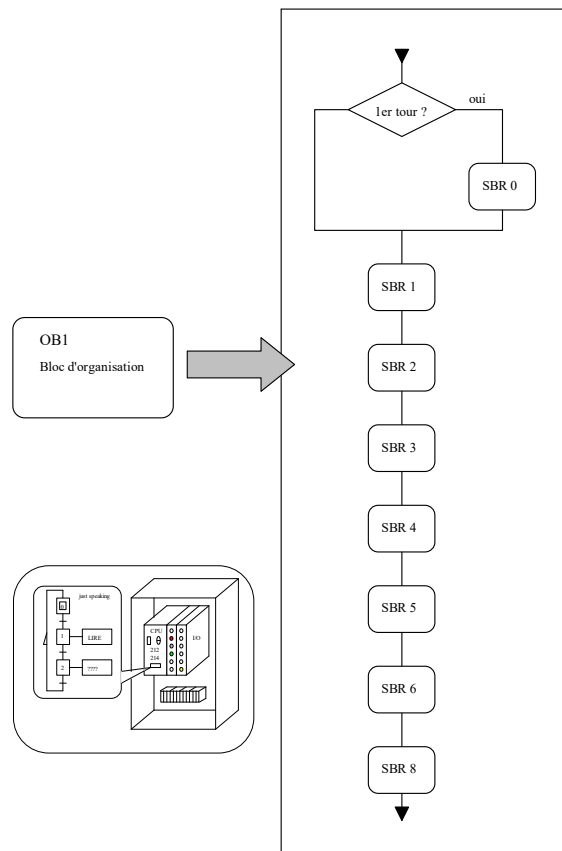 1er tour ?
oui
SBR 0
SBR 1
OB1
Bloc d'organisation
SBR 2
SBR 3
SBR 4
SBR 5
SBR 6
SBR 8
just speaking
0
1
LIRE
2
????
CPU
212
214
I/O